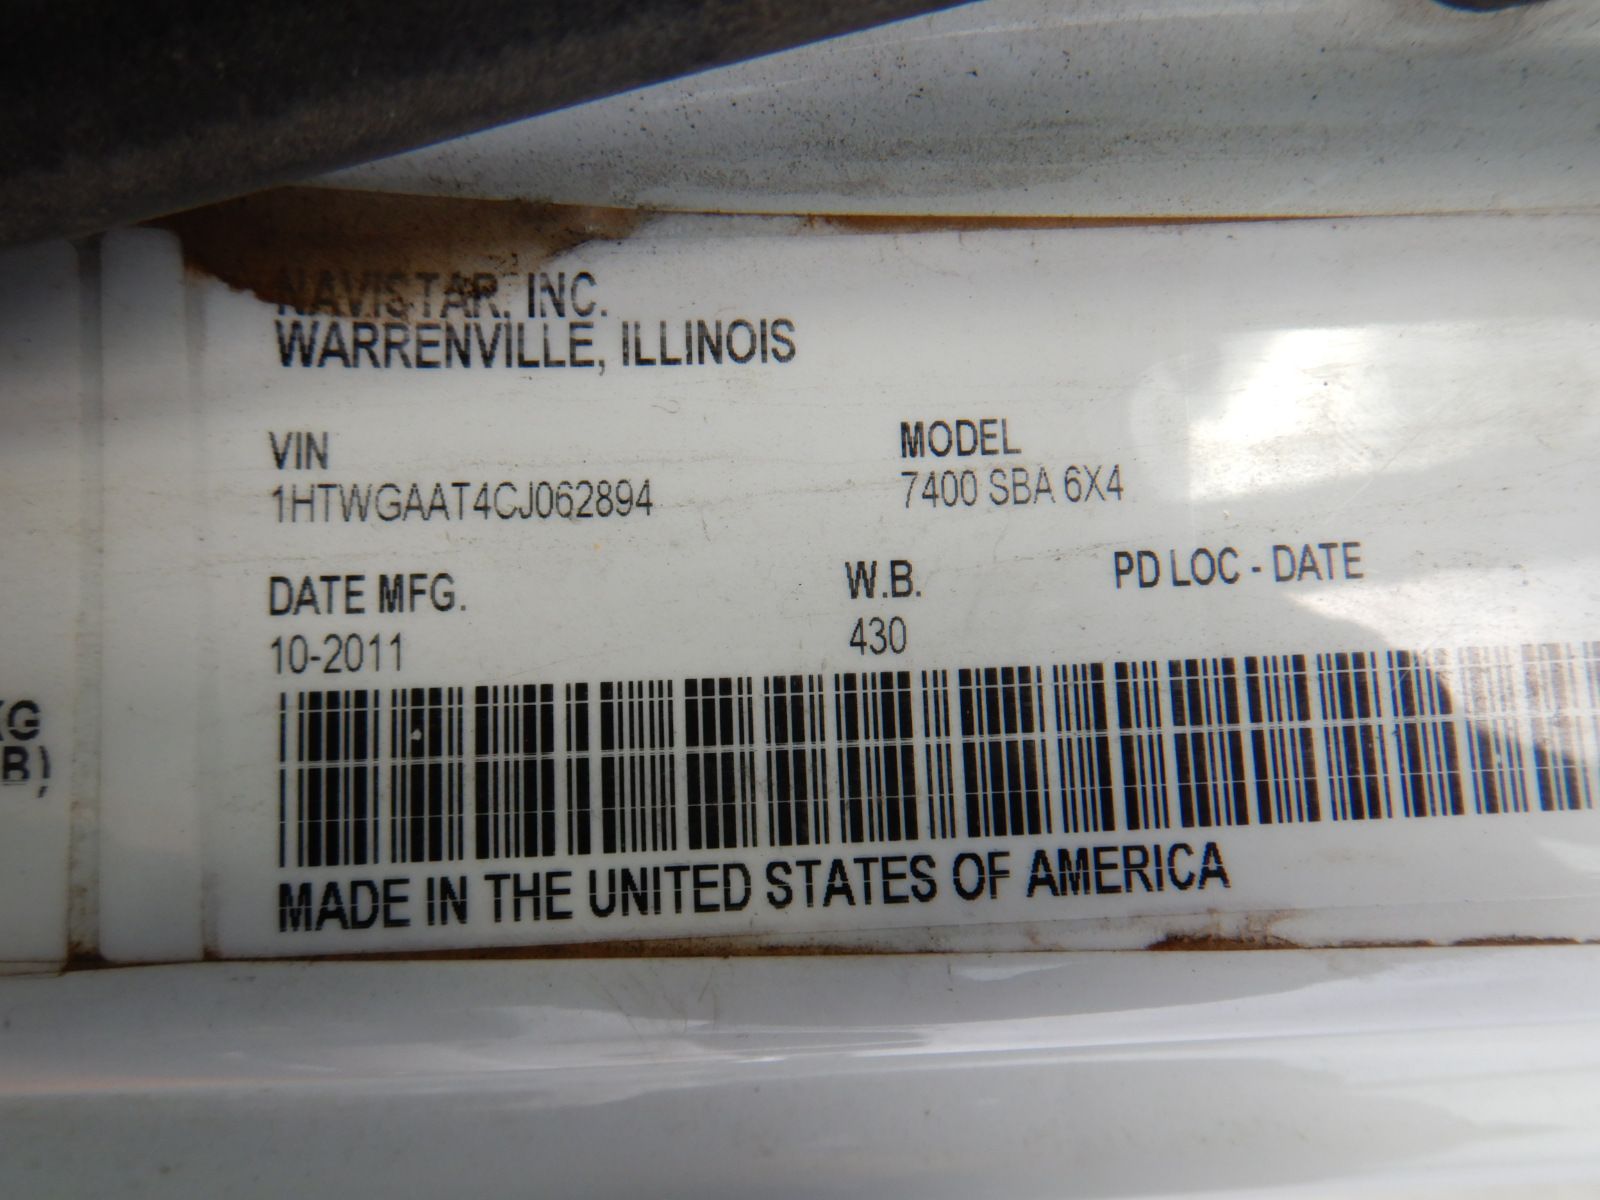 NAVISTAR, INC.
WARRENVILLE, ILLINOIS
VIN
1HTWGAAT4CJ062894
MODEL
7400 SBA 6X4
DATE MFG.
10-2011
W.B.
430
PD LOC - DATE
KG
B)
MADE IN THE UNITED STATES OF AMERICA